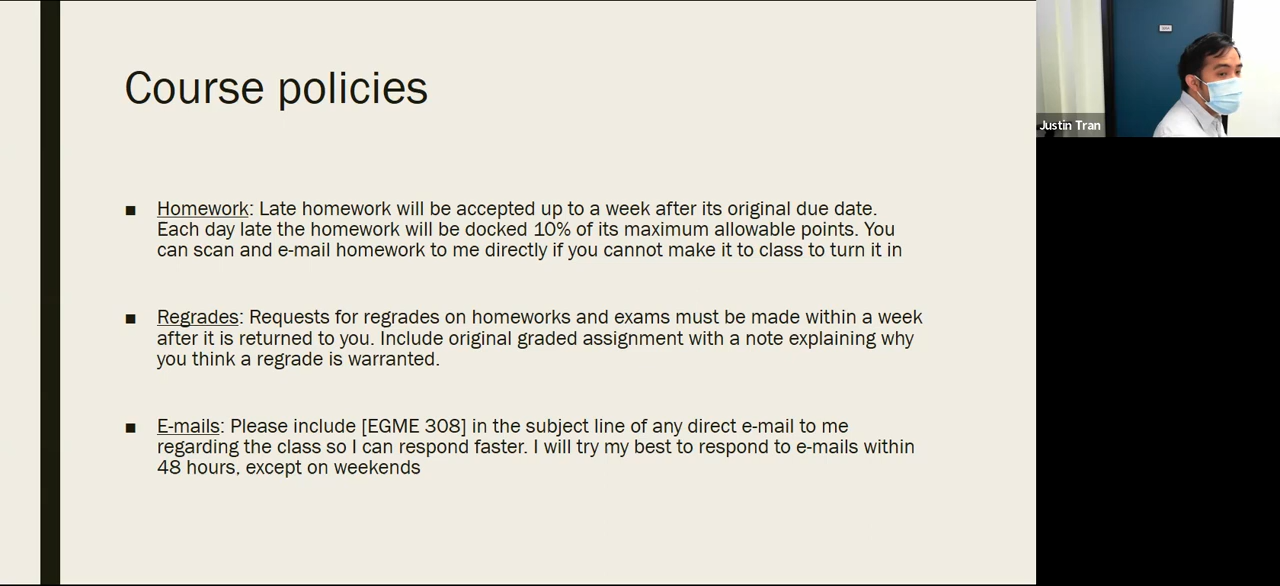 Course policies
Justin Tran
■ Homework: Late homework will be accepted up to a week after its original due date.
Each day late the homework will be docked 10% of its maximum allowable points. You
can scan and e-mail homework to me directly if you cannot make it to class to turn it in
■ Regrades: Requests for regrades on homeworks and exams must be made within a week
after it is returned to you. Include original graded assignment with a note explaining why
you think a regrade is warranted.
■ E-mails: Please include [EGME 308] in the subject line of any direct e-mail to me
regarding the class so I can respond faster. I will try my best to respond to e-mails within
48 hours, except on weekends